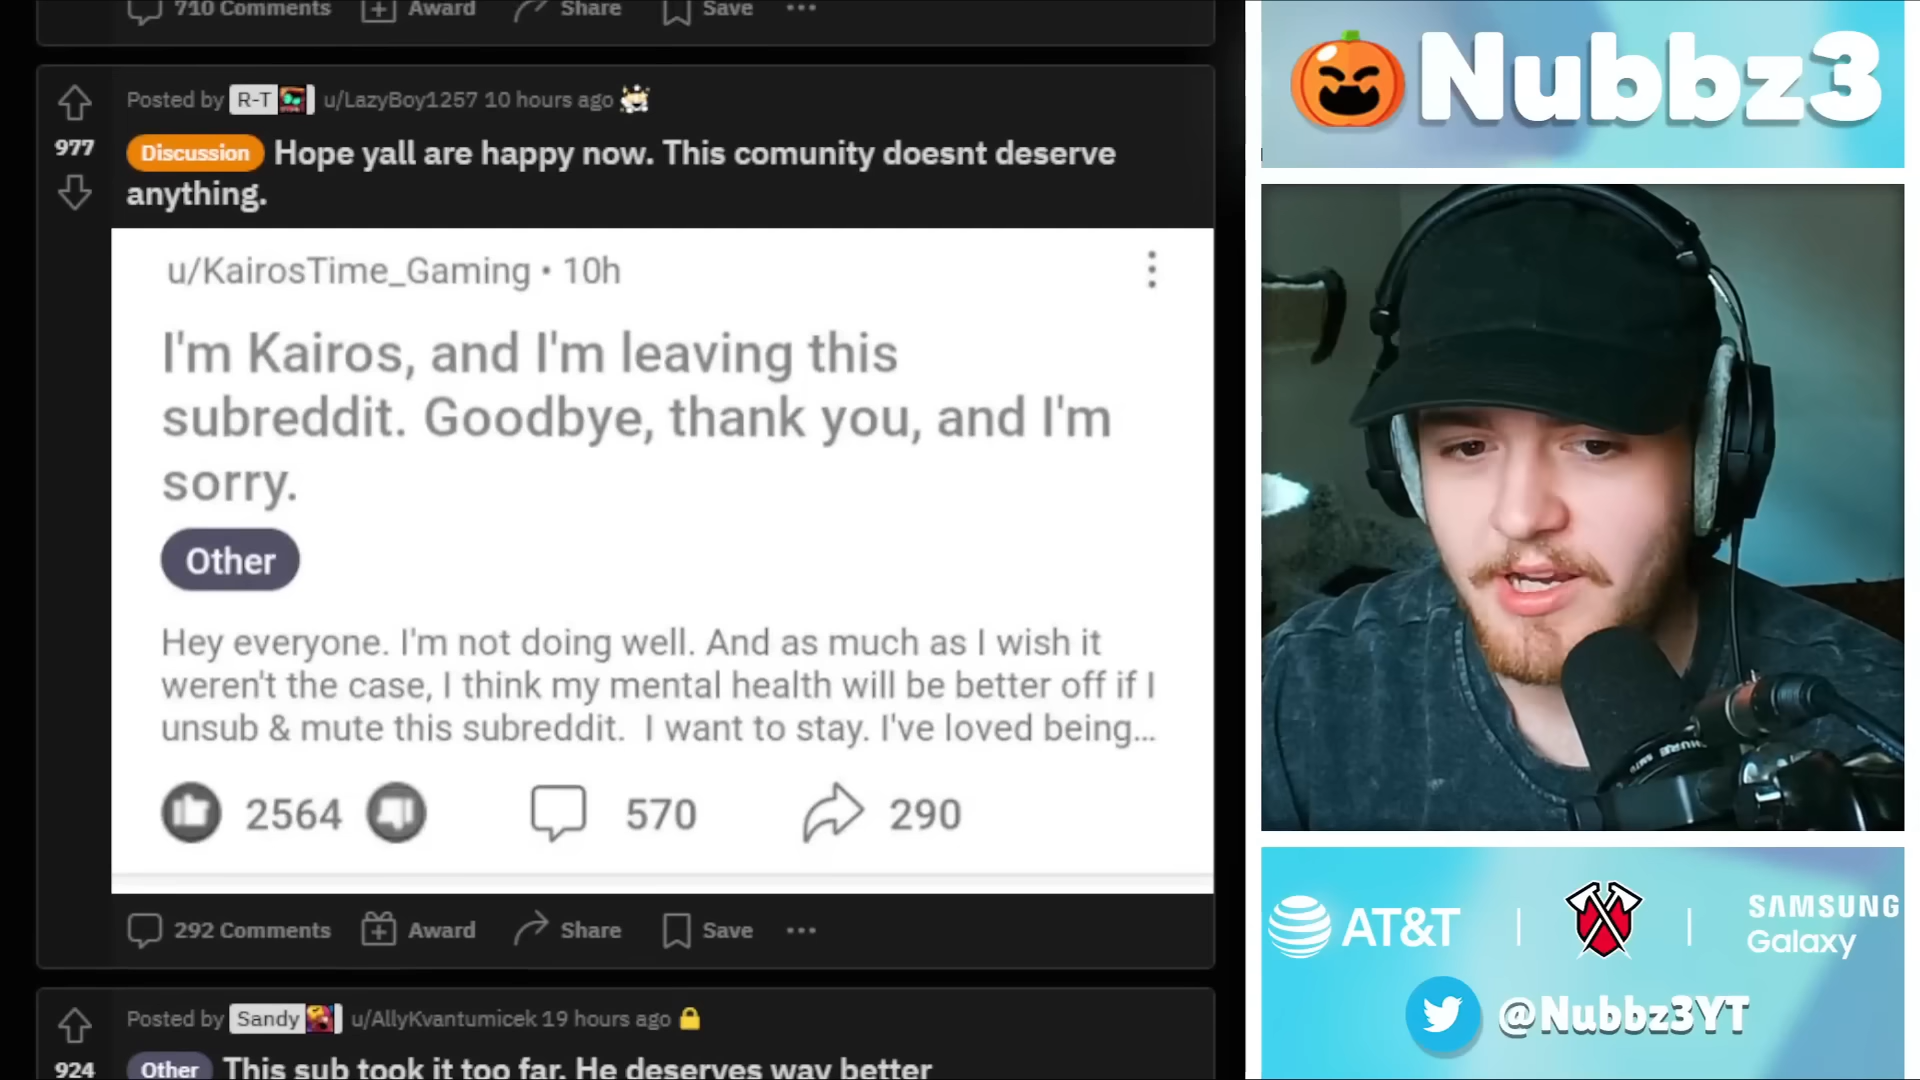 710 Comments Award Share Save
Posted by R-T u/LazyBoy1257 10 hours ago
977
Discussion Hope yall are happy now. This comunity doesnt deserve
anything.
u/KairosTime_Gaming • 10h
I'm Kairos, and I'm leaving this
subreddit. Goodbye, thank you, and I'm
sorry.
Other
Hey everyone. I'm not doing well. And as much as I wish it
weren't the case, I think my mental health will be better off if I
unsub & mute this subreddit. I want to stay. I've loved being...
2564 570 290
292 Comments Award Share Save
Posted by Sandy u/AllyKvantumicek 19 hours ago
924
Other This sub took it too far. He deserves way better
Nubbz3
SHURE
AT&T | | SAMSUNG
Galaxy
@Nubbz3YT